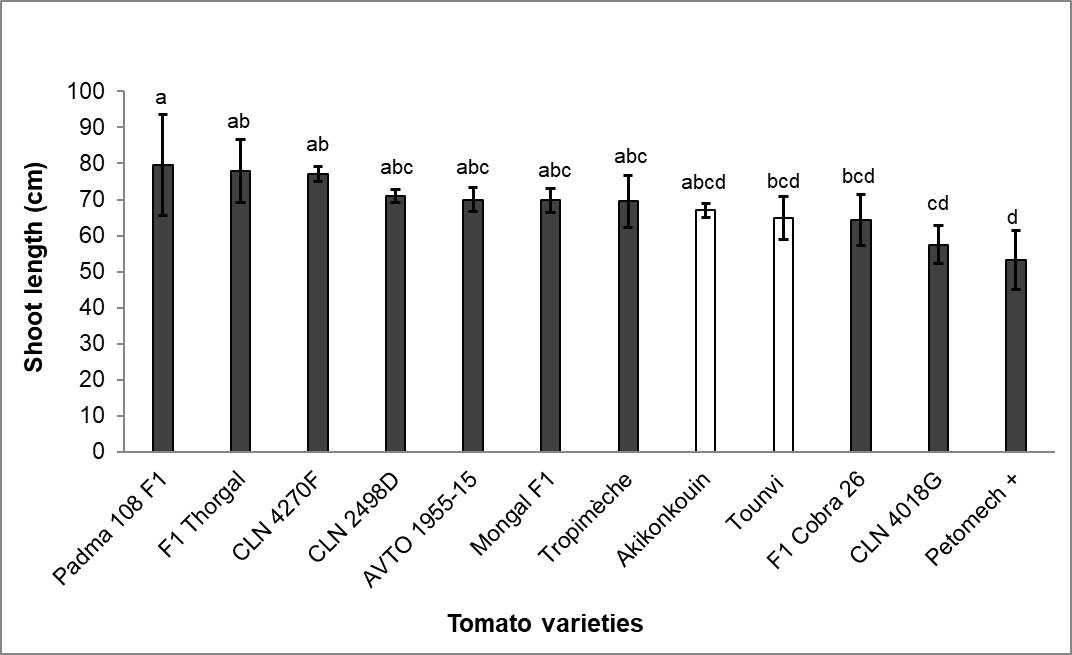 Shoot length (cm)
100
90
80
70
60
50
40
30
20
10
0
a
ab
ab
abc
abc
abc
abc
abcd
bcd
bcd
cd
d
Padma 108 F1
F1 Thorgal
CLN 4270F
CLN 2498D
AVTO 1955-15
Mongal F1
Tropimèche
Akikonkouin
Tounvi
F1 Cobra 26
CLN 4018G
Petomech +
Tomato varieties